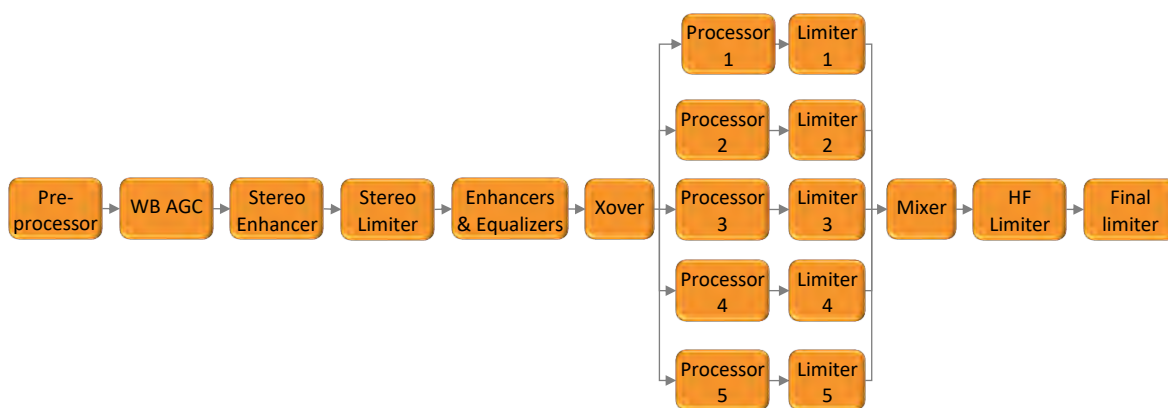 Pre-
processor
WB AGC
Stereo
Enhancer
Stereo
Limiter
Enhancers
& Equalizers
Xover
Processor
1
Limiter
1
Processor
2
Limiter
2
Processor
3
Limiter
3
Processor
4
Limiter
4
Processor
5
Limiter
5
Mixer
HF
Limiter
Final
limiter